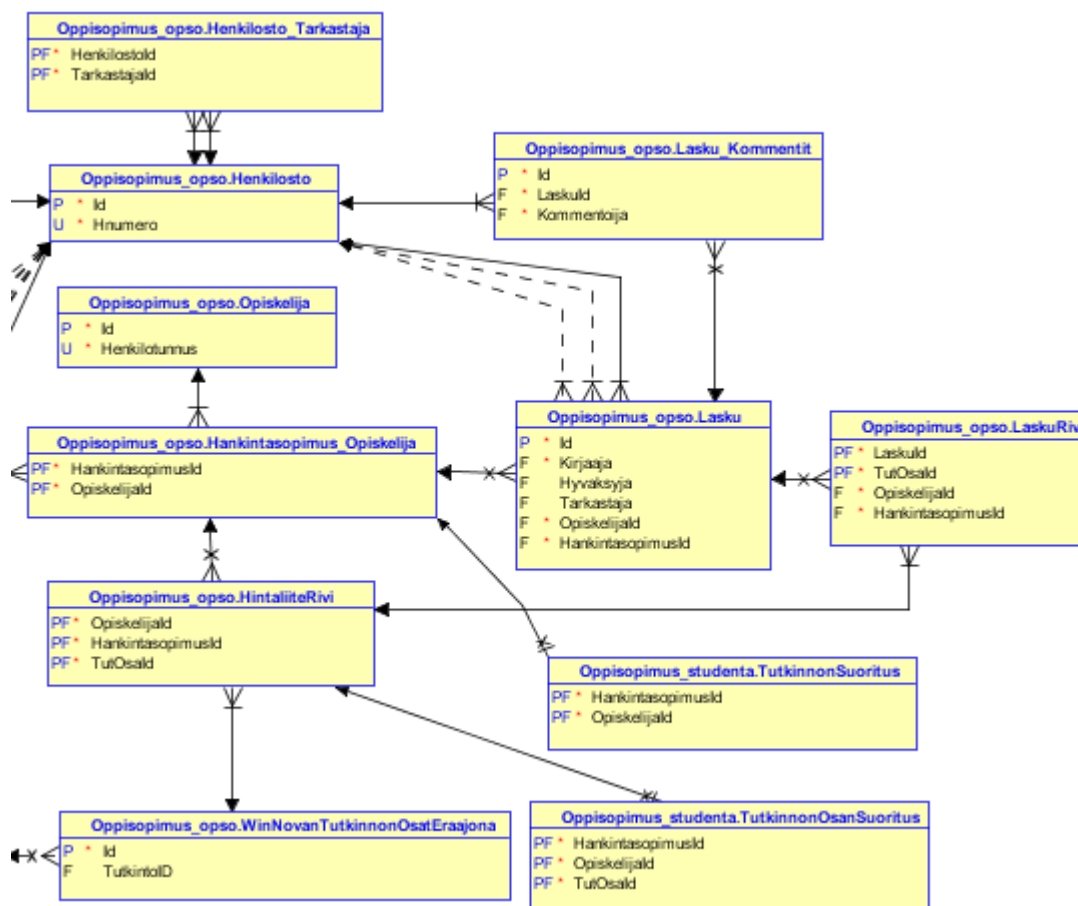 Oppisopimus_opso.Henkilosto_Tarkastaja
PF * HenkilostoId
PF * TarkastajaId
Oppisopimus_opso.Lasku_Kommentit
P * Id
F * LaskuId
F * Kommentoija
Oppisopimus_opso.Henkilosto
P * Id
U * Hnumero
Oppisopimus_opso.Opiskelija
P * Id
U * Henkilotunnus
Oppisopimus_opso.Lasku
P * Id
F * Kirjaaja
F Hyvaksyja
F Tarkastaja
F * OpiskelijaId
F * HankintasopimusId
Oppisopimus_opso.LaskuRiv
PF * LaskuId
PF * TutOsaId
F * OpiskelijaId
F * HankintasopimusId
Oppisopimus_opso.Hankintasopimus_Opiskelija
PF * HankintasopimusId
PF * OpiskelijaId
Oppisopimus_opso.HintaliiteRivi
PF * OpiskelijaId
PF * HankintasopimusId
PF * TutOsaId
Oppisopimus_studenta.TutkinnonSuoritus
PF * HankintasopimusId
PF * OpiskelijaId
Oppisopimus_opso.WinNovanTutkinnonOsatEraajona
P * Id
F TutkintoID
Oppisopimus_studenta.TutkinnonOsanSuoritus
PF * HankintasopimusId
PF * OpiskelijaId
PF * TutOsaId